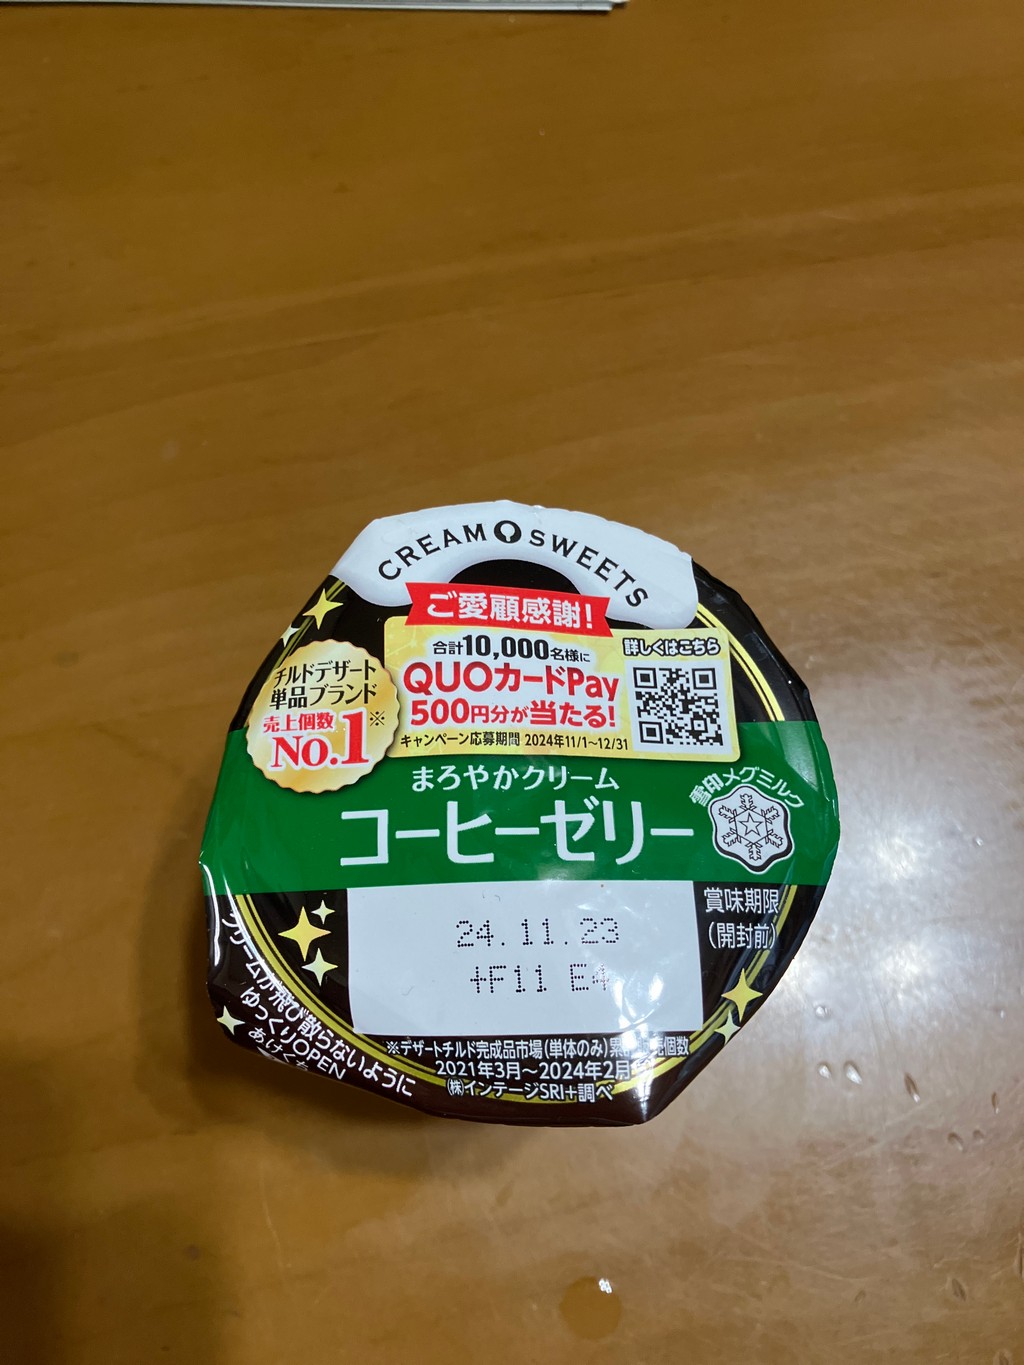 CREAM SWEETS
ご愛顧感謝!
合計10,000名様に
QUOカードPay
500円分が当たる!
キャンペーン応募期間 2024年11/1~12/31
詳しくはこちら
チルドデザート
単品ブランド
売上個数
No.1※
まろやかクリーム
コーヒーゼリー
雪印メグミルク
賞味期限
(開封前)
24.11.23
+F11 E4
クリームが飛び散らないように
ゆっくりOPEN
あけくち
※デザートチルド完成品市場(単体のみ)累 売個数
2021年3月~2024年2月
(株)インテージSRI+調べ